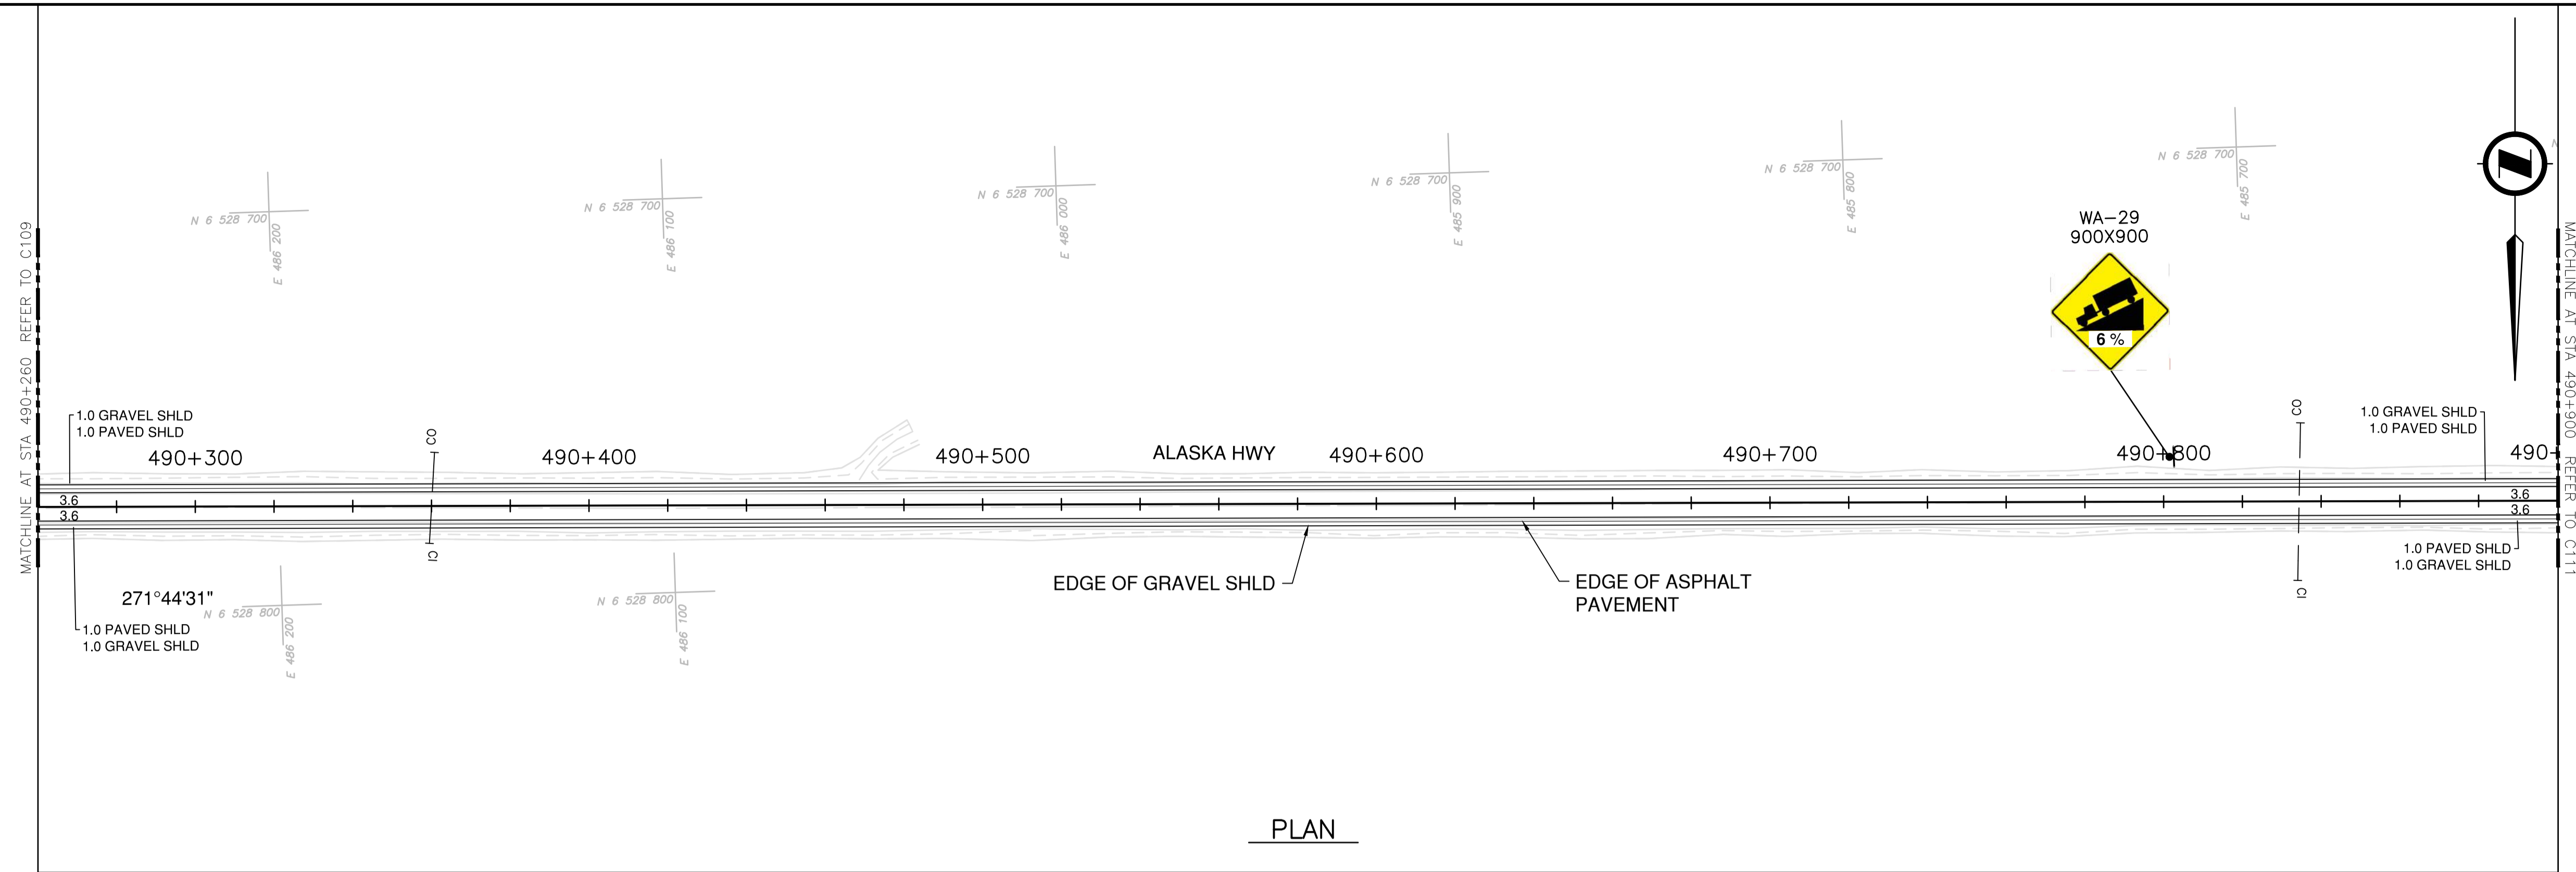 MATCHLINE AT STA 490+260 REFER TO C109
N 6 528 700
E 486 200
N 6 528 700
E 486 100
N 6 528 700
E 486 000
N 6 528 700
E 485 900
N 6 528 700
E 485 800
N 6 528 700
E 485 700
N
N
WA-29
900X900
6 %
1.0 GRAVEL SHLD
1.0 PAVED SHLD
490+300
CO
490+400
490+500
ALASKA HWY
490+600
490+700
490+800
CO
1.0 GRAVEL SHLD
1.0 PAVED SHLD
490+
3.6
3.6
3.6
3.6
CI
CI
271°44'31"
N 6 528 800
E 486 200
1.0 PAVED SHLD
1.0 GRAVEL SHLD
N 6 528 800
E 486 100
EDGE OF GRAVEL SHLD
EDGE OF ASPHALT
PAVEMENT
1.0 PAVED SHLD
1.0 GRAVEL SHLD
MATCHLINE AT STA 490+900 REFER TO C111
PLAN